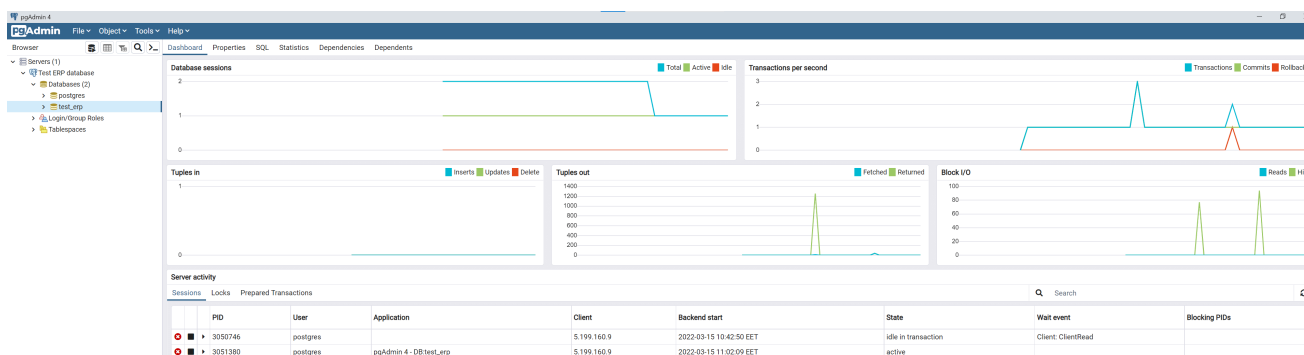 pgAdmin 4
pgAdmin File Object Tools Help
Browser
Dashboard Properties SQL Statistics Dependencies Dependents
Servers (1)
Test ERP database
Databases (2)
postgres
test_erp
Login/Group Roles
Tablespaces
Database sessions
Total Active Idle
2
1
0
Transactions per second
Transactions Commits Rollback
3
2
1
0
Tuples in
Inserts Updates Delete
1
0
Tuples out
Fetched Returned
1400
1200
1000
800
600
400
200
0
Block I/O
Reads Hi
100
80
60
40
20
0
Server activity
Sessions Locks Prepared Transactions
Search
PID User Application Client Backend start State Wait event Blocking PIDs
3050746 postgres 5.199.160.9 2022-03-15 10:42:50 EET idle in transaction Client: ClientRead
3051380 postgres pgAdmin 4 - DB:test_erp 5.199.160.9 2022-03-15 11:02:09 EET active